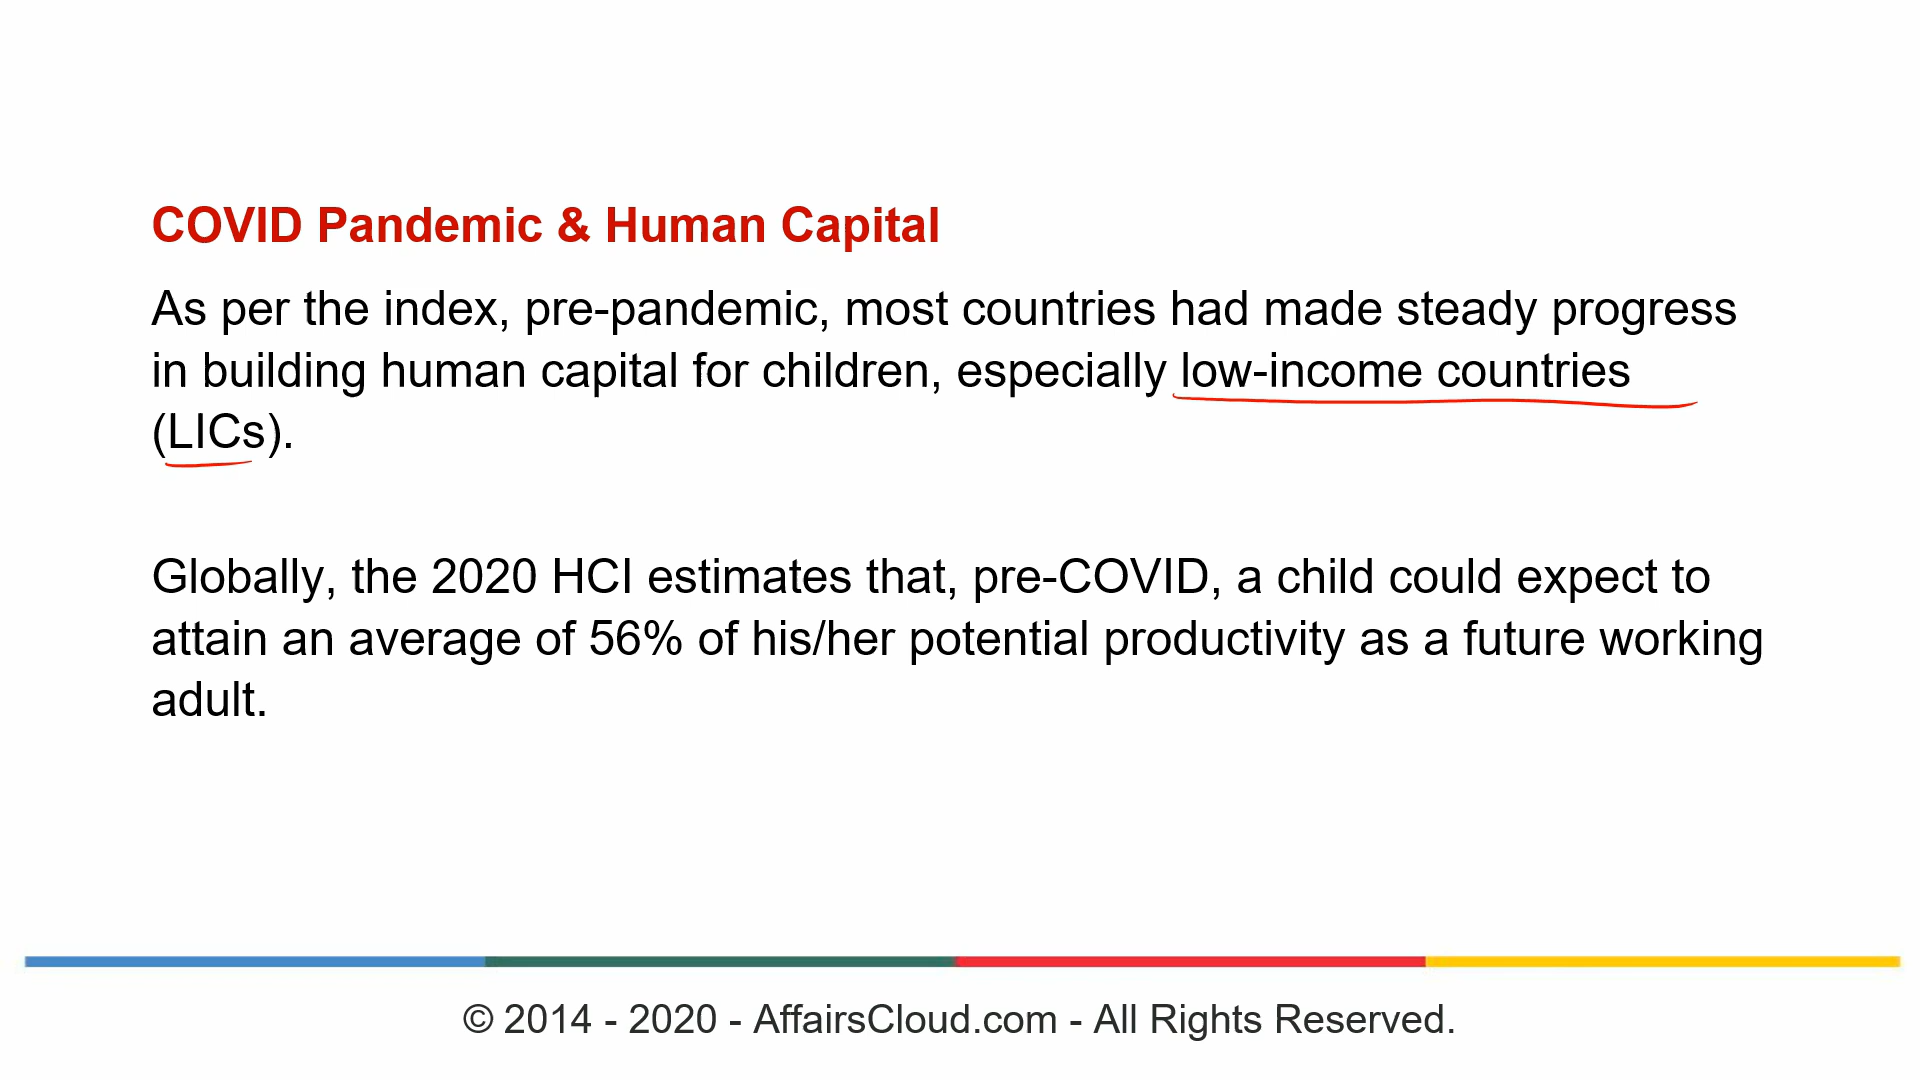 COVID Pandemic & Human Capital
As per the index, pre-pandemic, most countries had made steady progress
in building human capital for children, especially low-income countries
(LICs).
Globally, the 2020 HCI estimates that, pre-COVID, a child could expect to
attain an average of 56% of his/her potential productivity as a future working
adult.
© 2014 - 2020 - AffairsCloud.com - All Rights Reserved.